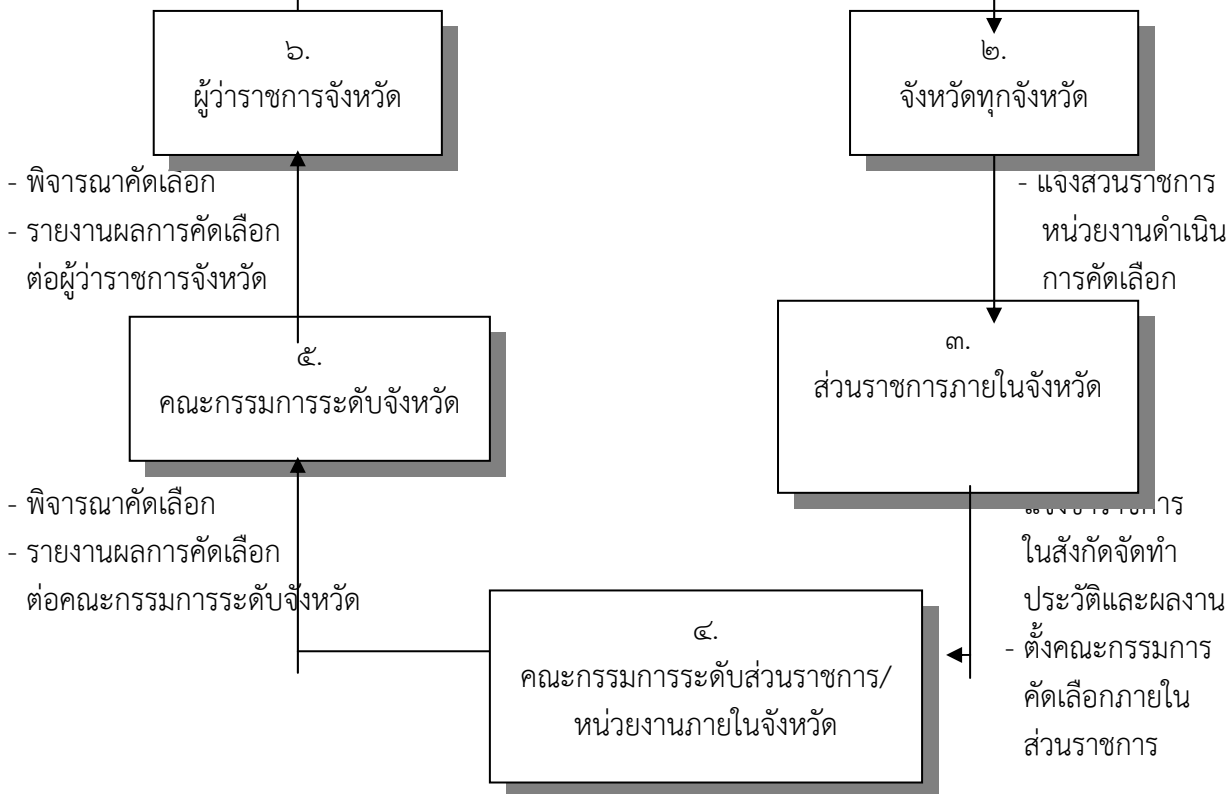 ๖.
ผู้ว่าราชการจังหวัด
๒.
จังหวัดทุกจังหวัด
- พิจารณาคัดเลือก
- รายงานผลการคัดเลือก
ต่อผู้ว่าราชการจังหวัด
- แจ้งส่วนราชการ
หน่วยงานดำเนิน
การคัดเลือก
๕.
คณะกรรมการระดับจังหวัด
๓.
ส่วนราชการภายในจังหวัด
- พิจารณาคัดเลือก
- รายงานผลการคัดเลือก
ต่อคณะกรรมการระดับจังหวัด
ในสังกัดจัดทำ
ประวัติและผลงาน
- ตั้งคณะกรรมการ
คัดเลือกภายใน
ส่วนราชการ
๔.
คณะกรรมการระดับส่วนราชการ/
หน่วยงานภายในจังหวัด